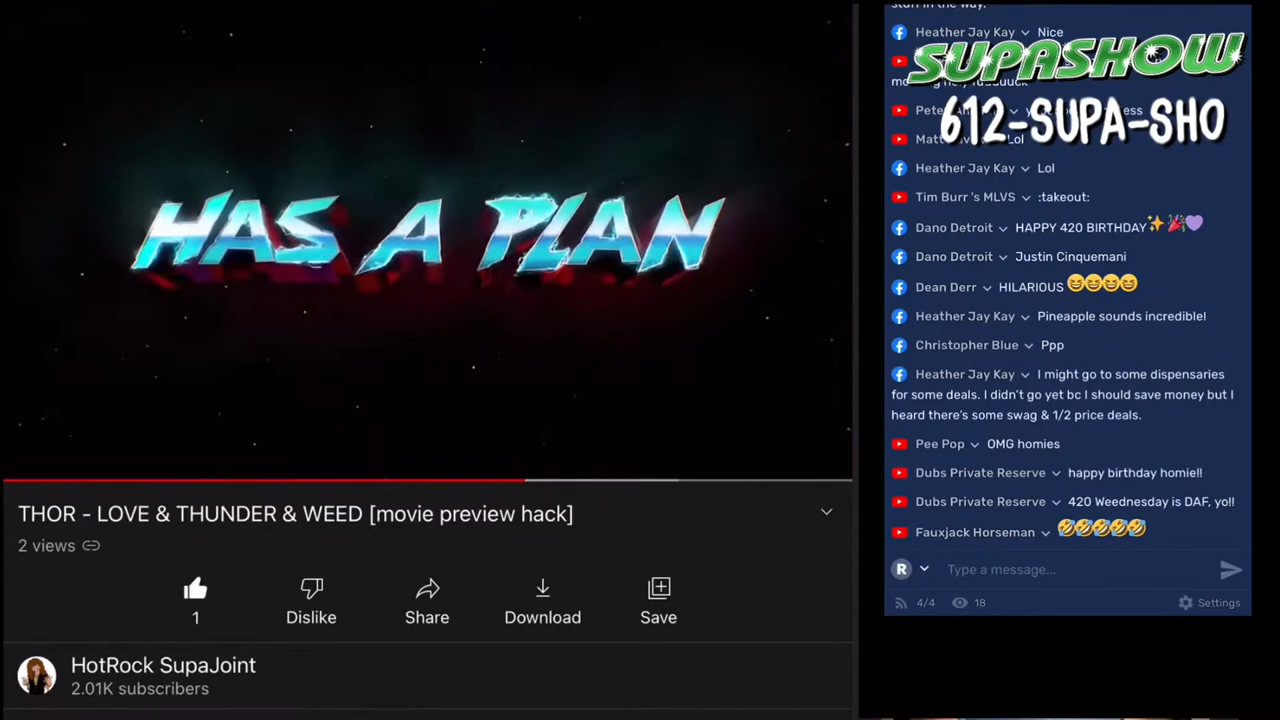 HAS A PLAN
THOR - LOVE & THUNDER & WEED [movie preview hack]
2 views
1
Dislike
Share
Download
Save
HotRock SupaJoint
2.01K subscribers
stuff in the way.
Heather Jay Kay Nice
SUPASHOW
612-SUPA-SHO
Matt Lol
Heather Jay Kay Lol
Tim Burr 's MLVS :takeout:
Dano Detroit HAPPY 420 BIRTHDAY✨🎉💜
Dano Detroit Justin Cinquemani
Dean Derr HILARIOUS 😆😆😆😆
Heather Jay Kay Pineapple sounds incredible!
Christopher Blue Ppp
Heather Jay Kay I might go to some dispensaries
for some deals. I didn't go yet bc I should save money but I
heard there's some swag & 1/2 price deals.
Pee Pop OMG homies
Dubs Private Reserve happy birthday homie!!
Dubs Private Reserve 420 Weednesday is DAF, yo!!
Fauxjack Horseman 🤣🤣🤣🤣🤣
R Type a message...
4/4 18 Settings